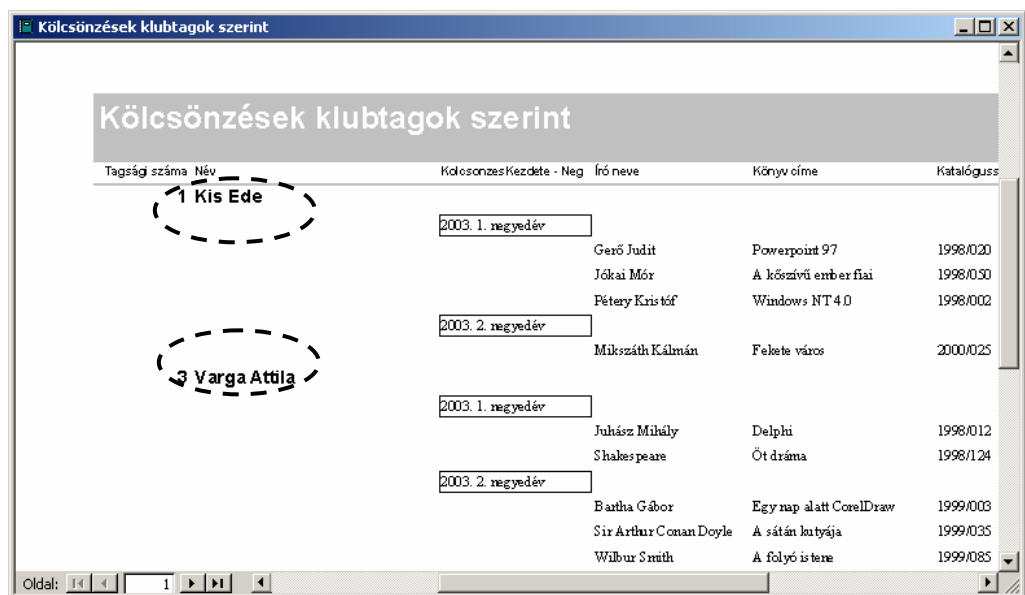 Kölcsönzések klubtagok szerint
Kölcsönzések klubtagok szerint
Tagsági száma Név KolcsonzesKezdete - Neg Író neve Könyv címe Katalóguss
1 Kis Ede
2003. 1. negyedév
Gerő Judit Powerpoint 97 1998/020
Jókai Mór A kőszívű ember fiai 1998/050
Pétery Kristóf Windows NT 4.0 1998/002
2003. 2. negyedév
Mikszáth Kálmán Fekete város 2000/025
3 Varga Attila
2003. 1. negyedév
Juhász Mihály Delphi 1998/012
Shakespeare Öt dráma 1998/124
2003. 2. negyedév
Bartha Gábor Egy nap alatt CorelDraw 1999/003
Sir Arthur Conan Doyle A sátán kutyája 1999/035
Wilbur Smith A folyó istene 1999/085
Oldal: 1